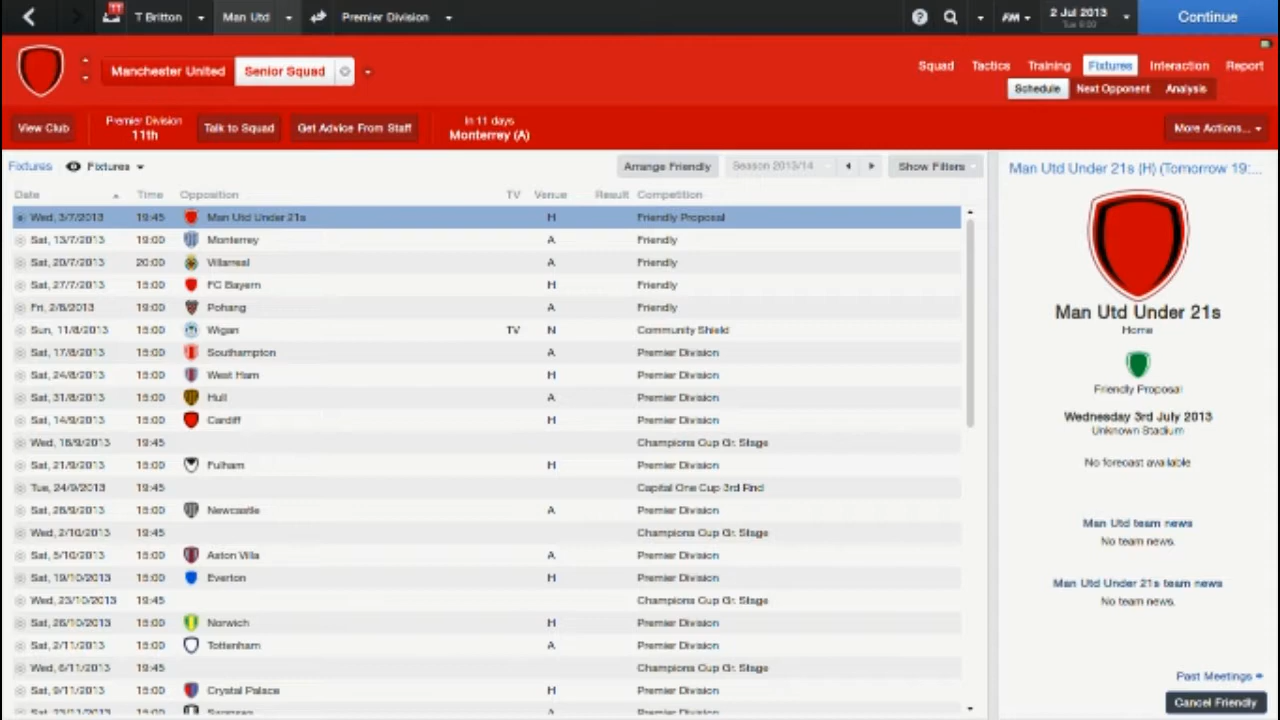 11
T Britton
Man Utd
Premier Division
?
FM
2 Jul 2013
Tue 6:00
Continue
Manchester United
Senior Squad
Squad
Tactics
Training
Fixtures
Interaction
Report
Schedule
Next Opponent
Analysis
View Club
Premier Division
11th
Talk to Squad
Get Advice From Staff
In 11 days
Monterrey (A)
More Actions...
Fixtures
Fixtures
Arrange Friendly
Season 2013/14
Show Filters
Man Utd Under 21s (H) (Tomorrow 19:...
Date Time Opposition TV Venue Result Competition
Wed, 3/7/2013 19:45 Man Utd Under 21s H Friendly Proposal
Sat, 13/7/2013 19:00 Monterrey A Friendly
Sat, 20/7/2013 20:00 Villarreal A Friendly
Sat, 27/7/2013 15:00 FC Bayern H Friendly
Fri, 2/8/2013 19:00 Pohang A Friendly
Sun, 11/8/2013 15:00 Wigan TV N Community Shield
Sat, 17/8/2013 15:00 Southampton A Premier Division
Sat, 24/8/2013 15:00 West Ham H Premier Division
Sat, 31/8/2013 15:00 Hull A Premier Division
Sat, 14/9/2013 15:00 Cardiff H Premier Division
Wed, 18/9/2013 19:45 Champions Cup Gr. Stage
Sat, 21/9/2013 15:00 Fulham H Premier Division
Tue, 24/9/2013 19:45 Capital One Cup 3rd Rnd
Sat, 28/9/2013 15:00 Newcastle A Premier Division
Wed, 2/10/2013 19:45 Champions Cup Gr. Stage
Sat, 5/10/2013 15:00 Aston Villa A Premier Division
Sat, 19/10/2013 15:00 Everton H Premier Division
Wed, 23/10/2013 19:45 Champions Cup Gr. Stage
Sat, 26/10/2013 15:00 Norwich H Premier Division
Sat, 2/11/2013 15:00 Tottenham A Premier Division
Wed, 6/11/2013 19:45 Champions Cup Gr. Stage
Sat, 9/11/2013 15:00 Crystal Palace H Premier Division
Sat, 23/11/2013 15:00 Swansea A Premier Division
Man Utd Under 21s
Home
Friendly Proposal
Wednesday 3rd July 2013
Unknown Stadium
No forecast available
Man Utd team news
No team news.
Man Utd Under 21s team news
No team news.
Past Meetings
Cancel Friendly